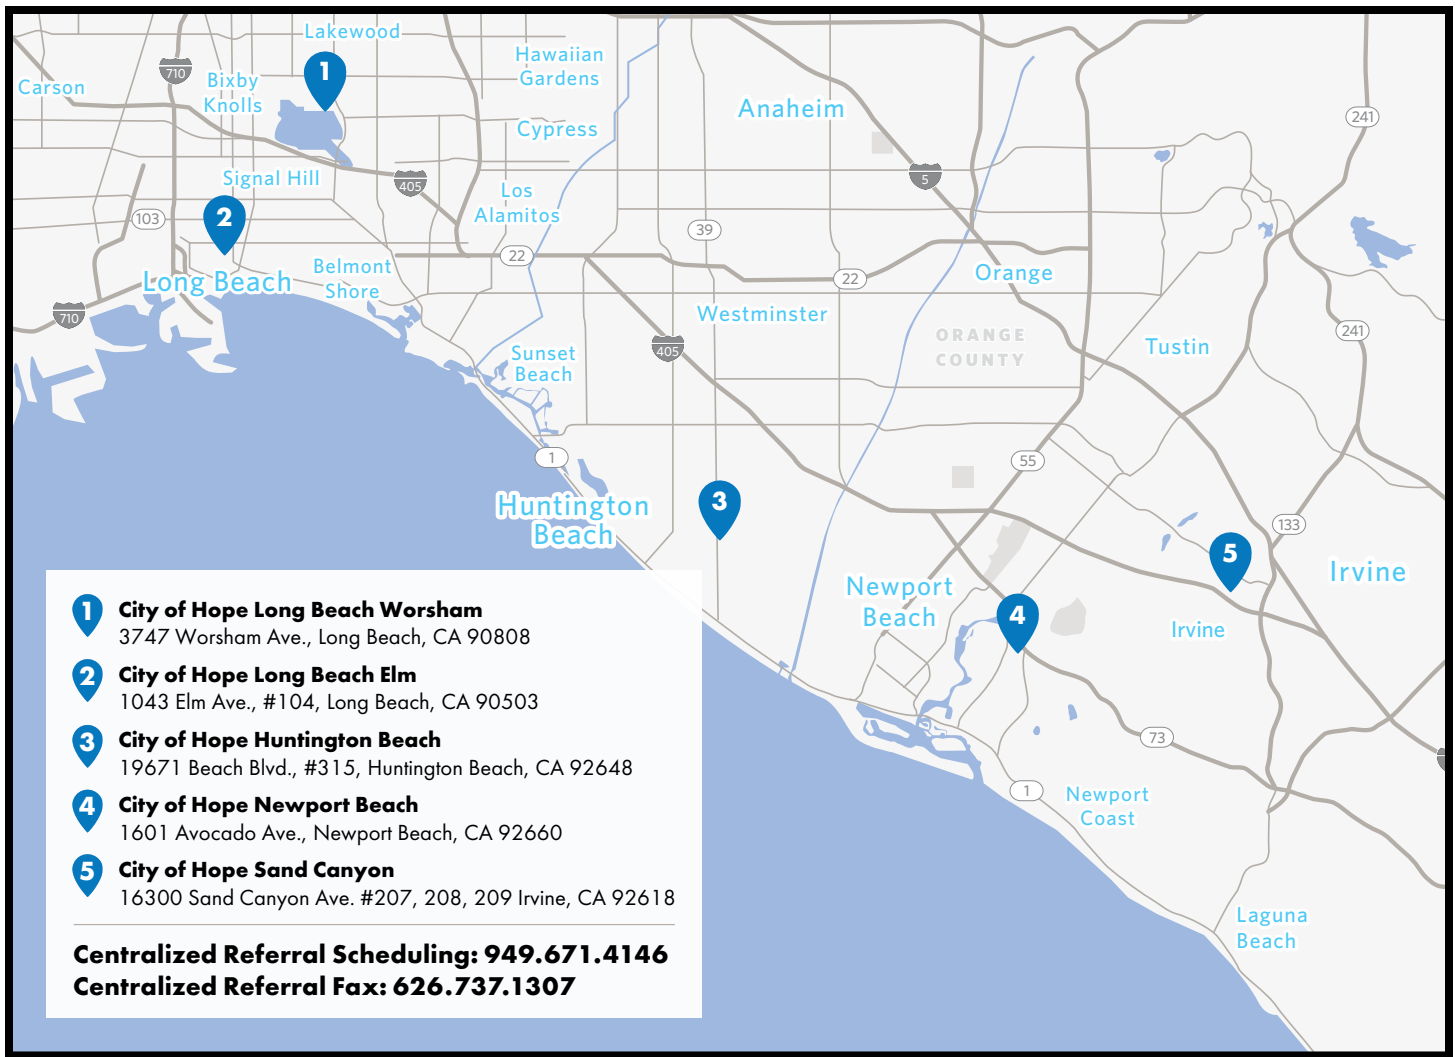 Lakewood
1
710
Carson
Bixby
Knolls
Hawaiian
Gardens
Anaheim
241
Cypress
Signal Hill
405
5
Los
Alamitos
103
2
39
22
22
Long Beach
Belmont
Shore
Orange
710
Westminster
ORANGE
COUNTY
241
405
Tustin
Sunset
Beach
1
55
Huntington
Beach
3
133
5
Irvine
Newport
Beach
4
Irvine
73
1
Newport
Coast
Laguna
Beach
1 City of Hope Long Beach Worsham
3747 Worsham Ave., Long Beach, CA 90808
2 City of Hope Long Beach Elm
1043 Elm Ave., #104, Long Beach, CA 90503
3 City of Hope Huntington Beach
19671 Beach Blvd., #315, Huntington Beach, CA 92648
4 City of Hope Newport Beach
1601 Avocado Ave., Newport Beach, CA 92660
5 City of Hope Sand Canyon
16300 Sand Canyon Ave. #207, 208, 209 Irvine, CA 92618
Centralized Referral Scheduling: 949.671.4146
Centralized Referral Fax: 626.737.1307